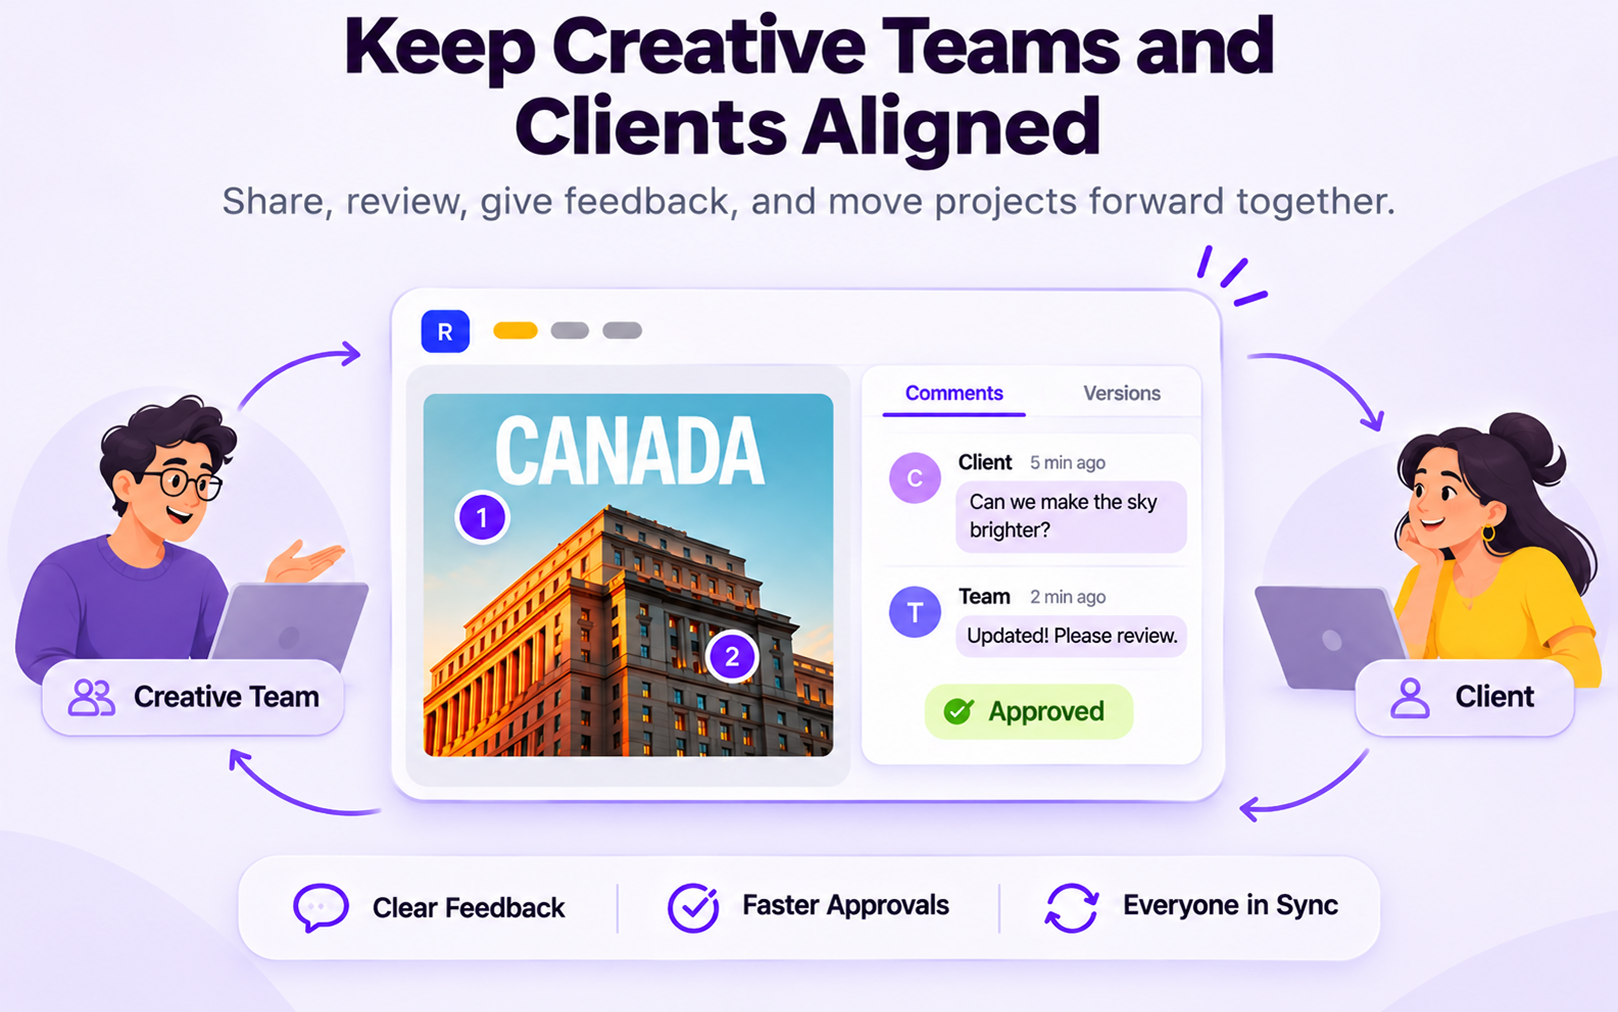 Keep Creative Teams and
Clients Aligned
Share, review, give feedback, and move projects forward together.
R
CANADA
1
2
Comments Versions
C Client 5 min ago
Can we make the sky
brighter?
T Team 2 min ago
Updated! Please review.
Approved
Creative Team
Client
Clear Feedback
Faster Approvals
Everyone in Sync